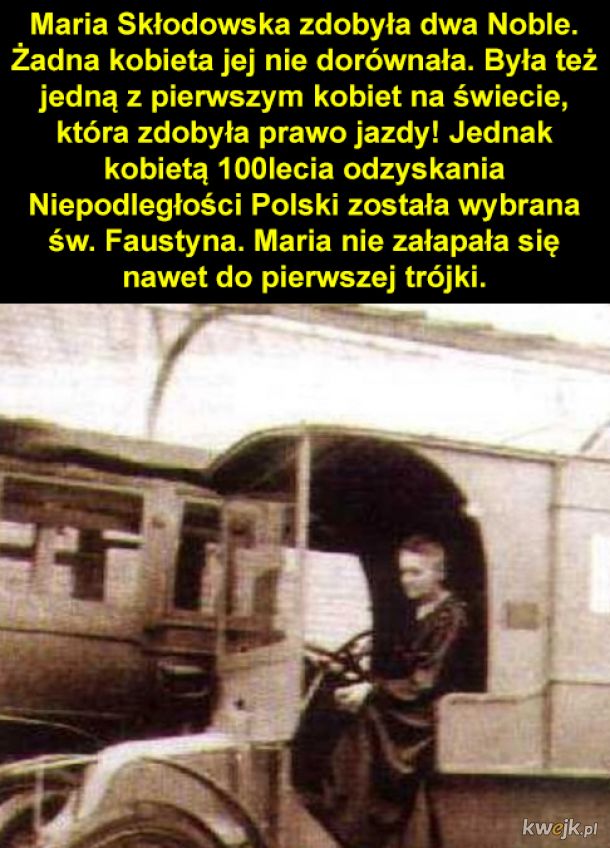 Maria Skłodowska zdobyła dwa Noble.
Żadna kobieta jej nie dorównała. Była też
jedną z pierwszym kobiet na świecie,
która zdobyła prawo jazdy! Jednak
kobietą 100lecia odzyskania
Niepodległości Polski została wybrana
św. Faustyna. Maria nie załapała się
nawet do pierwszej trójki.
kwejk.pl